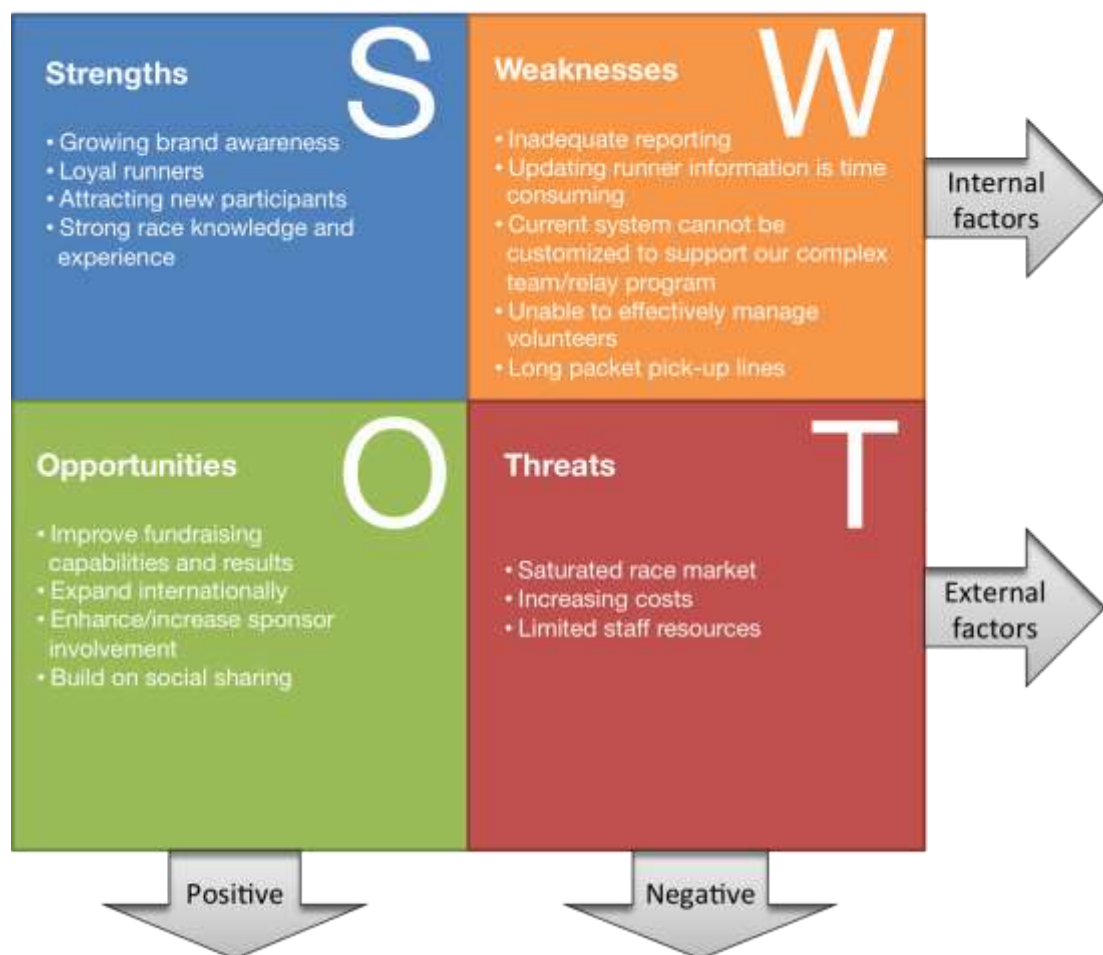 S
Strengths
• Growing brand awareness
• Loyal runners
• Attracting new participants
• Strong race knowledge and
experience
W
Weaknesses
• Inadequate reporting
• Updating runner information is time
consuming
• Current system cannot be
customized to support our complex
team/relay program
• Unable to effectively manage
volunteers
• Long packet pick-up lines
Internal
factors
O
Opportunities
• Improve fundraising
capabilities and results
• Expand internationally
• Enhance/increase sponsor
involvement
• Build on social sharing
T
Threats
• Saturated race market
• Increasing costs
• Limited staff resources
External
factors
Positive
Negative